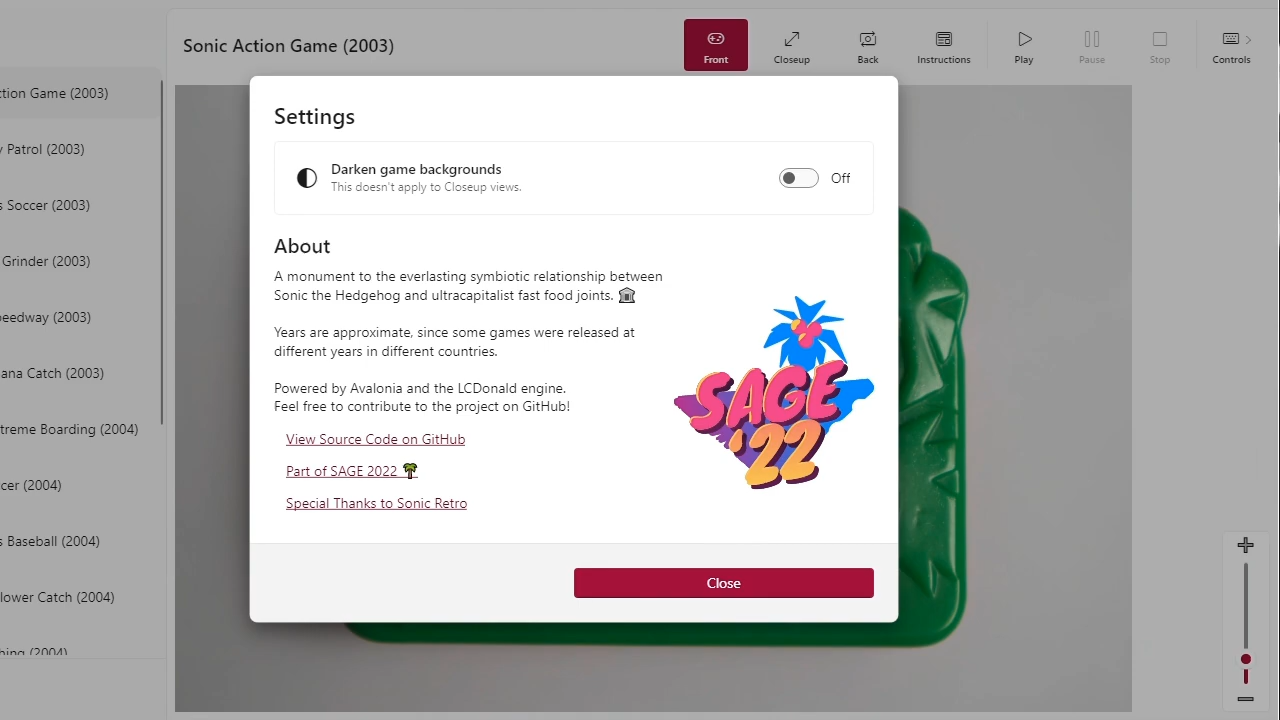 Sonic Action Game (2003)
Front
Closeup
Back
Instructions
Play
Pause
Stop
Controls
ction Game (2003)
y Patrol (2003)
s Soccer (2003)
Grinder (2003)
peedway (2003)
ana Catch (2003)
treme Boarding (2004)
cer (2004)
s Baseball (2004)
lower Catch (2004)
hing (2004)
Settings
Darken game backgrounds
This doesn't apply to Closeup views.
Off
About
A monument to the everlasting symbiotic relationship between
Sonic the Hedgehog and ultracapitalist fast food joints. 🏛
Years are approximate, since some games were released at
different years in different countries.
Powered by Avalonia and the LCDonald engine.
Feel free to contribute to the project on GitHub!
View Source Code on GitHub
Part of SAGE 2022 🌴
Special Thanks to Sonic Retro
SAGE
'22
Close